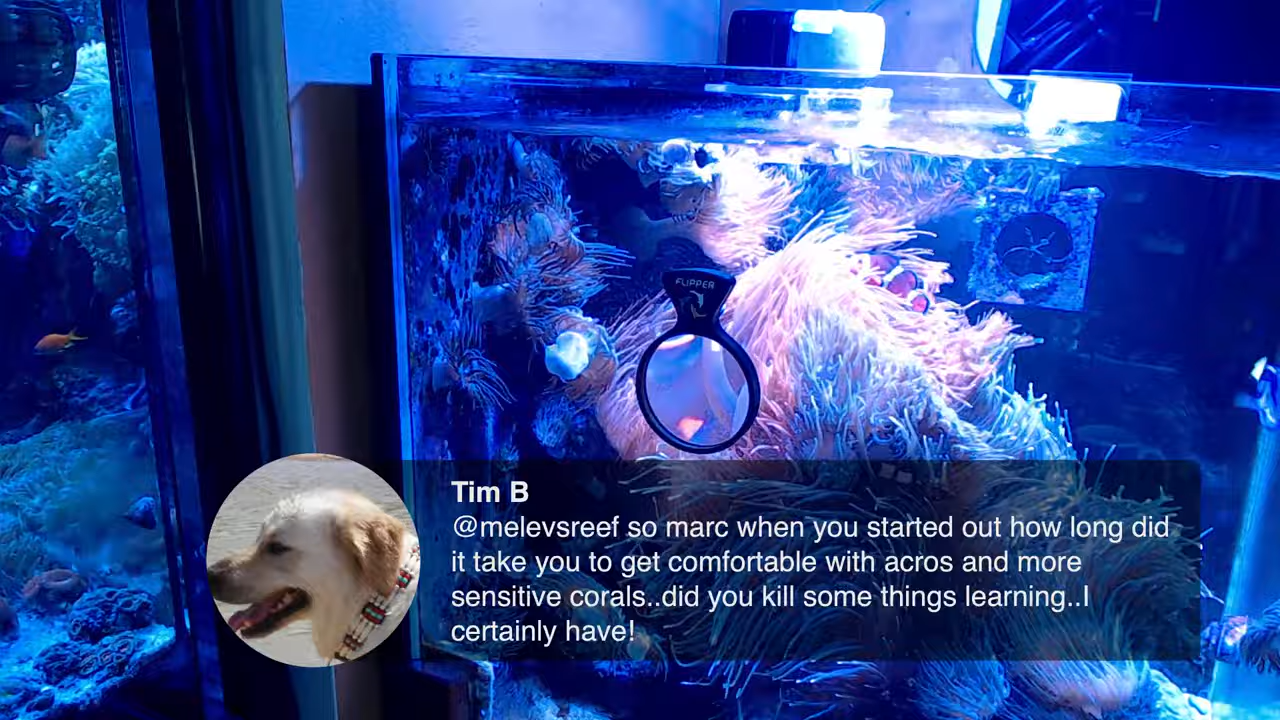 FLIPPER
Tim B
@melevsreef so marc when you started out how long did
it take you to get comfortable with acros and more
sensitive corals..did you kill some things learning..I
certainly have!